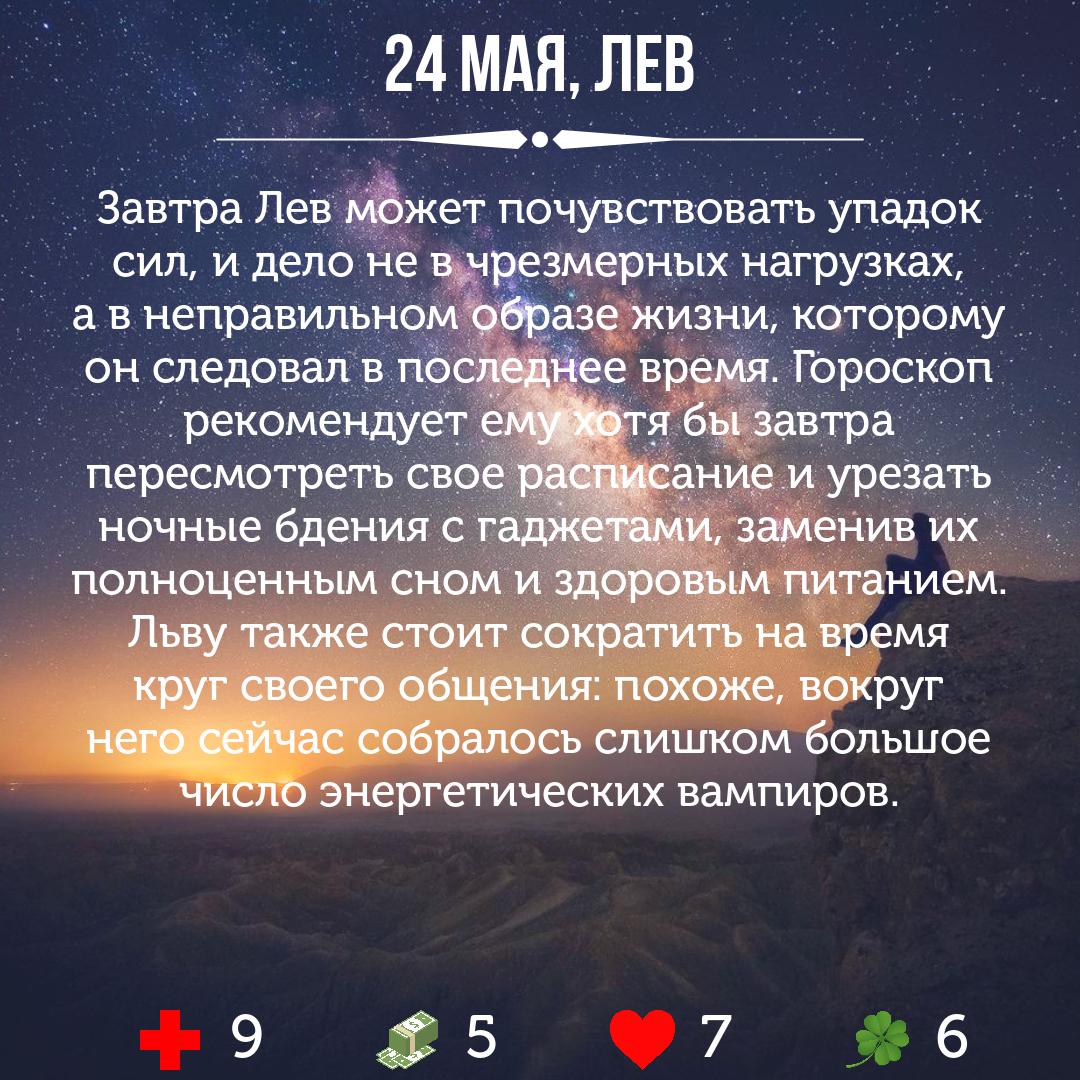 24 МАЯ, ЛЕВ
Завтра Лев может почувствовать упадок
сил, и дело не в чрезмерных нагрузках,
а в неправильном образе жизни, которому
он следовал в последнее время. Гороскоп
рекомендует ему хотя бы завтра
пересмотреть свое расписание и урезать
ночные бдения с гаджетами, заменив их
полноценным сном и здоровым питанием.
Льву также стоит сократить на время
круг своего общения: похоже, вокруг
него сейчас собралось слишком большое
число энергетических вампиров.
9 5 7 6